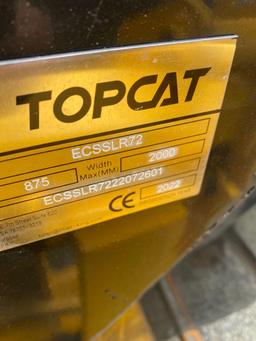 TOPCAT
ECSSLR72
875 Width Max(MM) 2000
ECSSLR7222072601
CE 2022